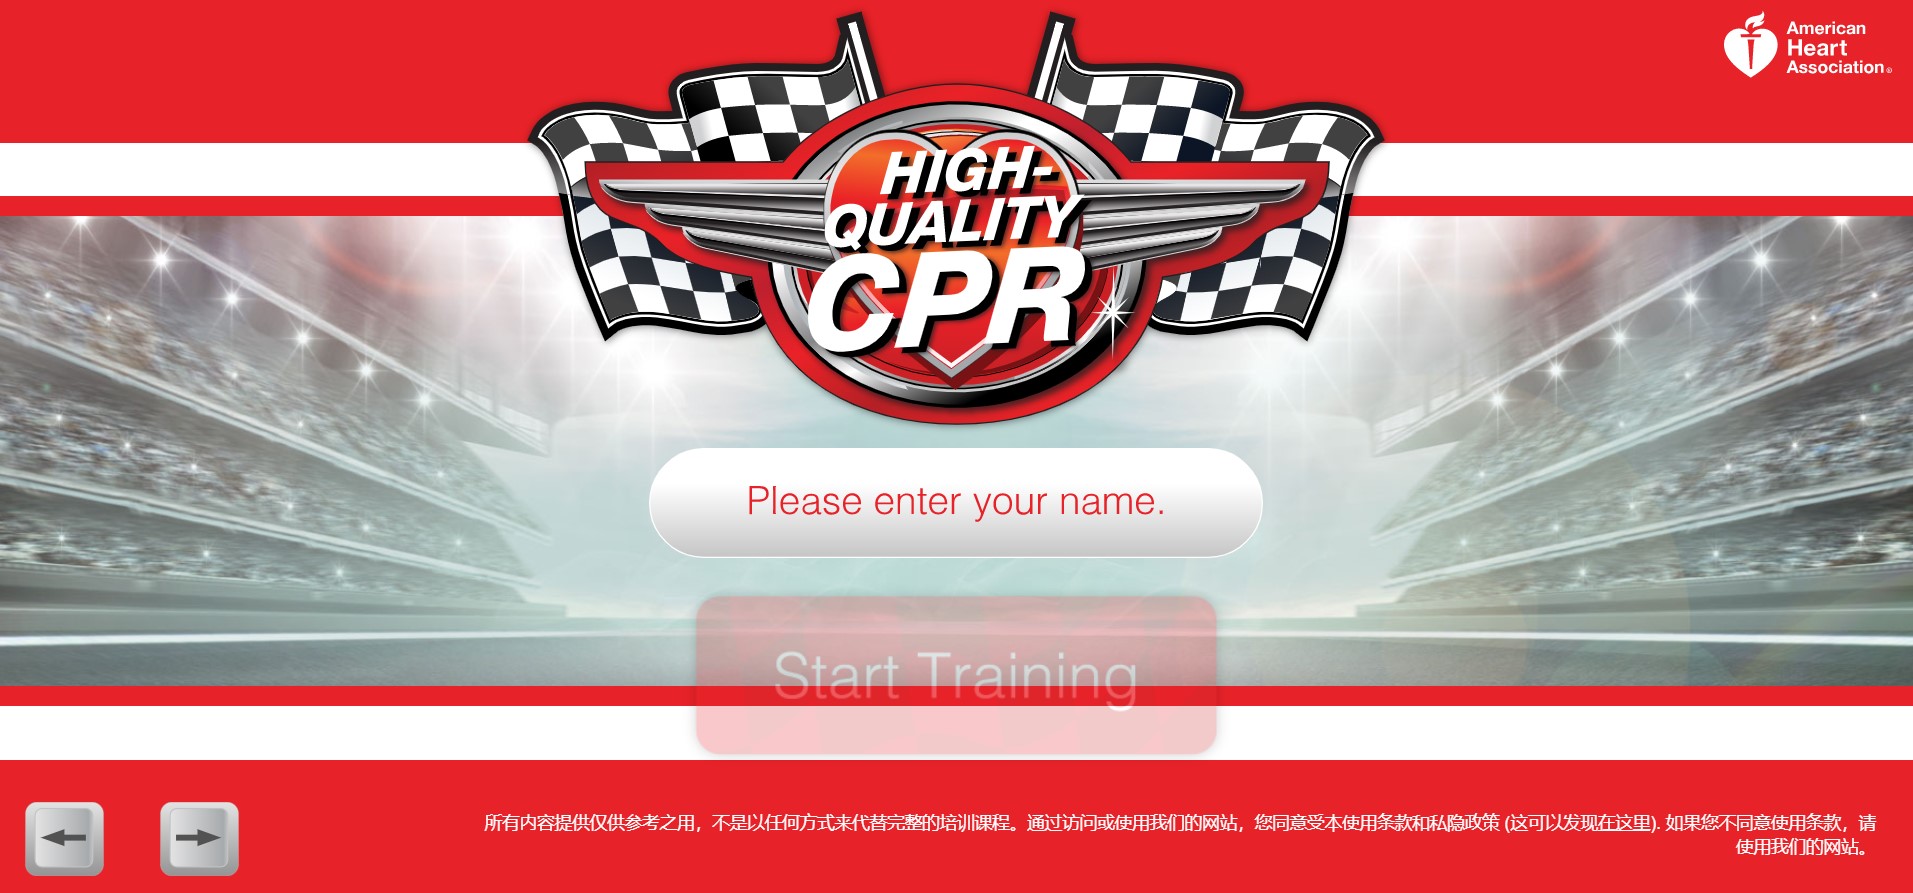 American
Heart
Association®
HIGH-
QUALITY
CPR
Please enter your name.
Start Training
所有内容提供仅供参考之用，不是以任何方式来代替完整的培训课程。通过访问或使用我们的网站，您同意受本使用条款和私隐政策 (这可以发现在这里). 如果您不同意使用条款，请
使用我们的网站。